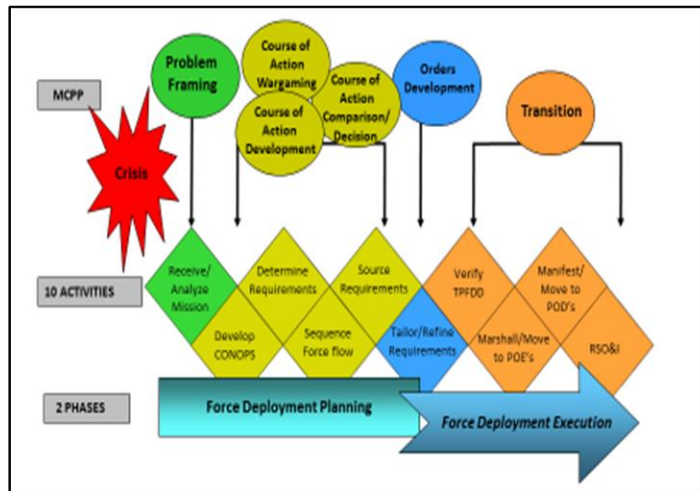 Problem
Framing
Course of
Action
Wargaming
Course of
Action
Comparison/
Decision
Course of
Action
Development
Orders
Development
Transition
MCPP
Crisis
10 ACTIVITIES
Receive/
Analyze
Mission
Develop
CONOPS
Determine
Requirements
Sequence
Force flow
Source
Requirements
Tailor/Refine
Requirements
Verify
TPFDD
Marshall/Move
to POE's
Manifest/
Move to
POD's
RSO&I
2 PHASES
Force Deployment Planning
Force Deployment Execution